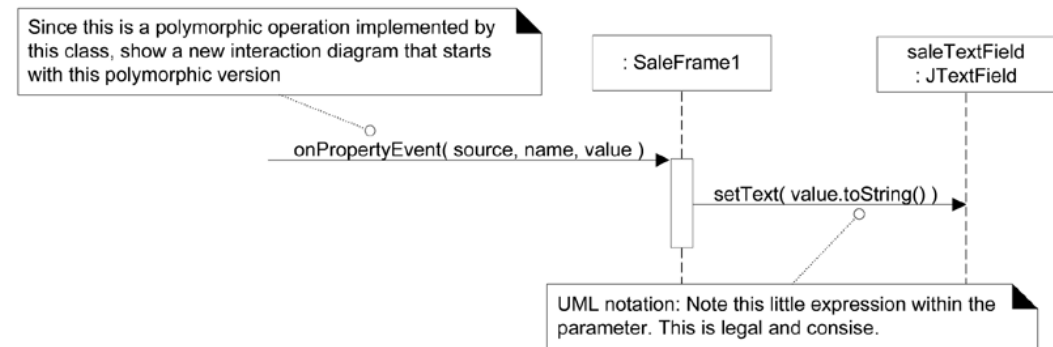 Since this is a polymorphic operation implemented by
this class, show a new interaction diagram that starts
with this polymorphic version
: SaleFrame1
saleTextField
: JTextField
onPropertyEvent( source, name, value )
setText( value.toString() )
UML notation: Note this little expression within the
parameter. This is legal and consise.